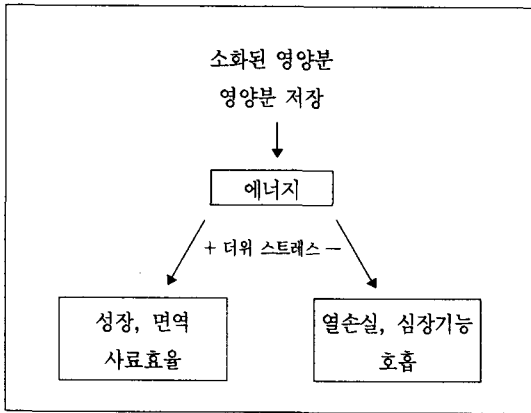 소화된 영양분
영양분 저장
에너지
+ 더위 스트레스 −
성장, 면역
사료효율
열손실, 심장기능
호흡